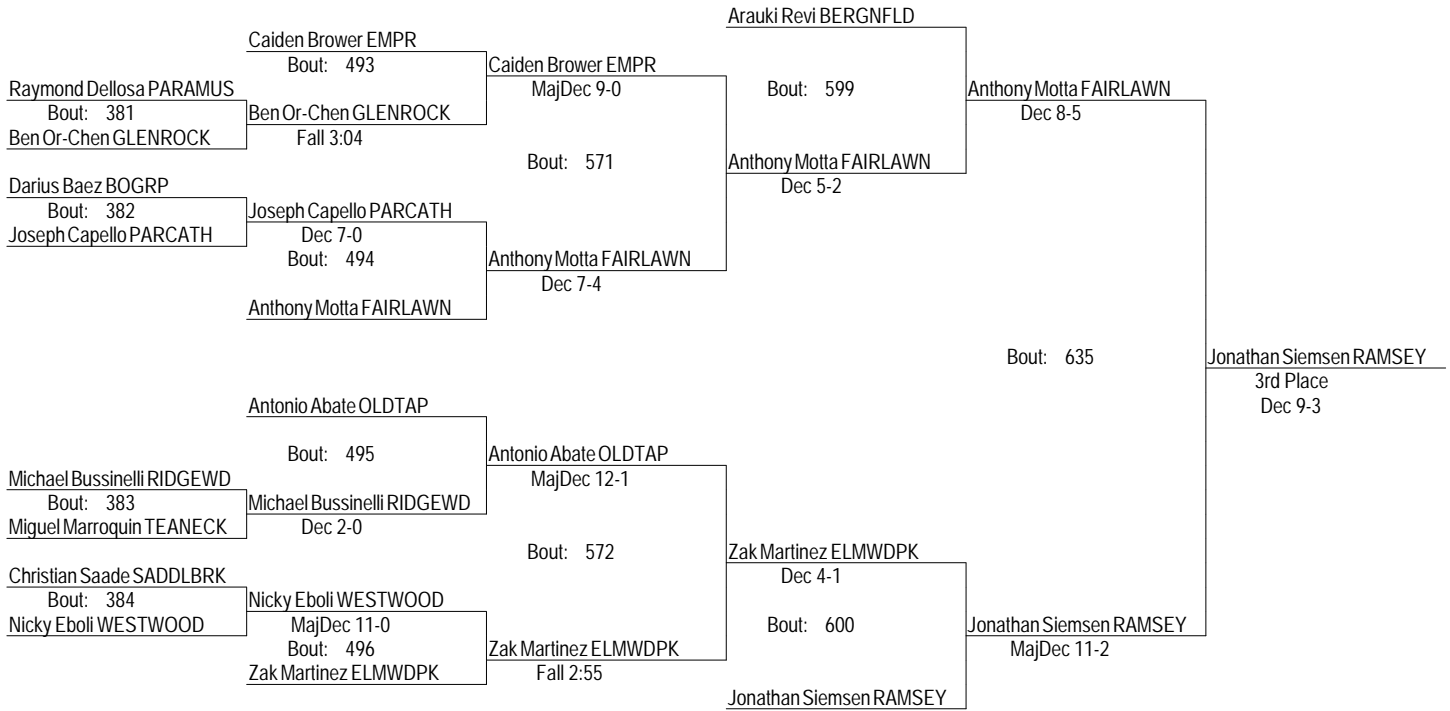 Arauki Revi BERGNFLD
Caiden Brower EMPR
Bout: 493
Caiden Brower EMPR
MajDec 9-0
Raymond Dellosa PARAMUS
Bout: 381
Ben Or-Chen GLENROCK
Ben Or-Chen GLENROCK
Fall 3:04
Bout: 599
Anthony Motta FAIRLAWN
Dec 8-5
Bout: 571
Anthony Motta FAIRLAWN
Dec 5-2
Darius Baez BOGRP
Bout: 382
Joseph Capello PARCATH
Joseph Capello PARCATH
Dec 7-0
Bout: 494
Anthony Motta FAIRLAWN
Dec 7-4
Anthony Motta FAIRLAWN
Bout: 635
Jonathan Siemsen RAMSEY
3rd Place
Dec 9-3
Antonio Abate OLDTAP
Bout: 495
Antonio Abate OLDTAP
MajDec 12-1
Michael Bussinelli RIDGEWD
Bout: 383
Miguel Marroquin TEANECK
Michael Bussinelli RIDGEWD
Dec 2-0
Bout: 572
Zak Martinez ELMWDPK
Dec 4-1
Christian Saade SADDLBRK
Bout: 384
Nicky Eboli WESTWOOD
Nicky Eboli WESTWOOD
MajDec 11-0
Bout: 496
Zak Martinez ELMWDPK
Zak Martinez ELMWDPK
Fall 2:55
Bout: 600
Jonathan Siemsen RAMSEY
MajDec 11-2
Jonathan Siemsen RAMSEY